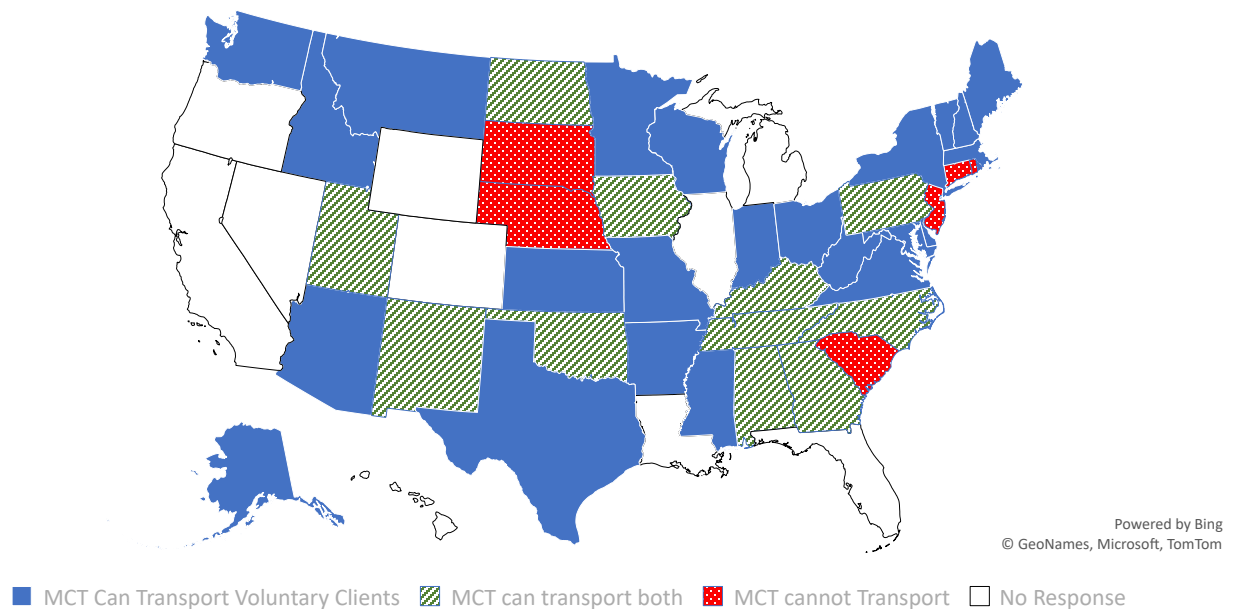 Powered by Bing
© GeoNames, Microsoft, TomTom
MCT Can Transport Voluntary Clients MCT can transport both MCT cannot Transport No Response